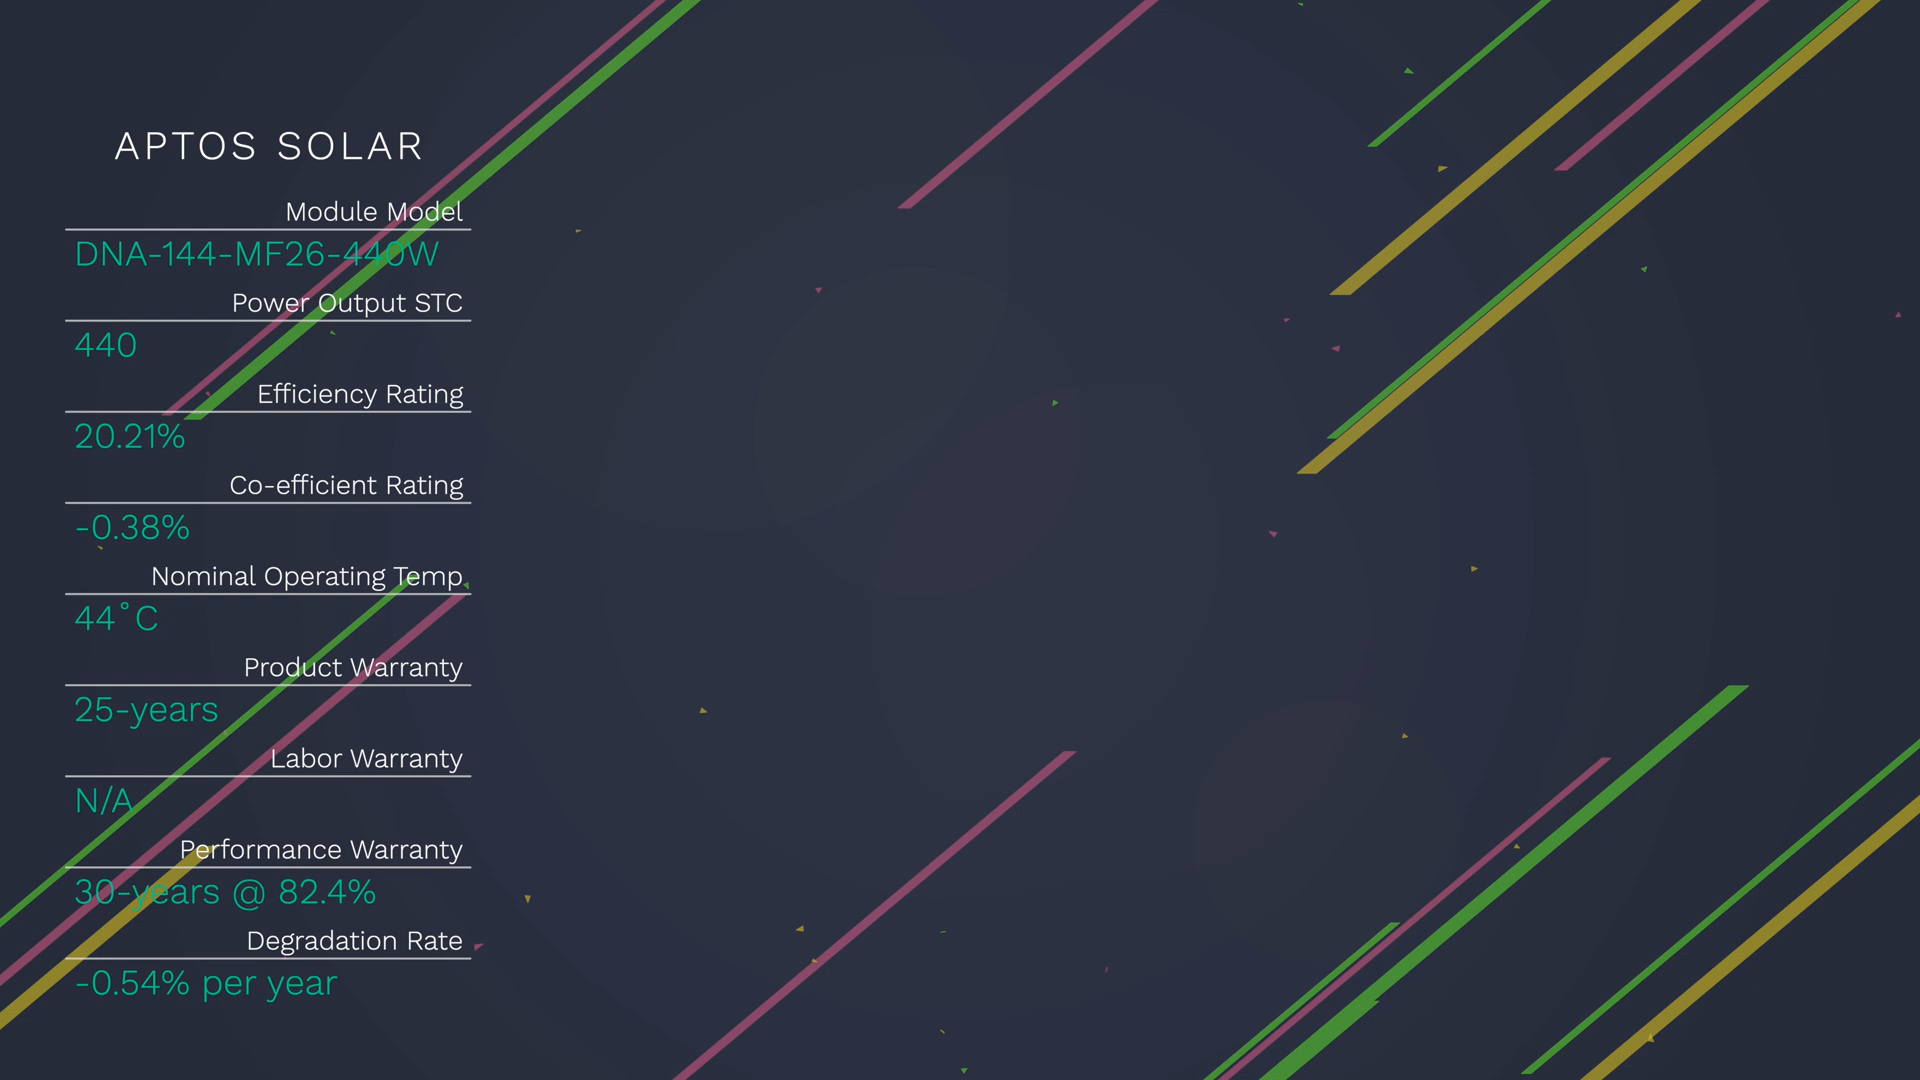 APTOS SOLAR
Module Model
DNA-144-MF26-440W
Power Output STC
440
Efficiency Rating
20.21%
Co-efficient Rating
-0.38%
Nominal Operating Temp
44°C
Product Warranty
25-years
Labor Warranty
N/A
Performance Warranty
30-years @ 82.4%
Degradation Rate
-0.54% per year